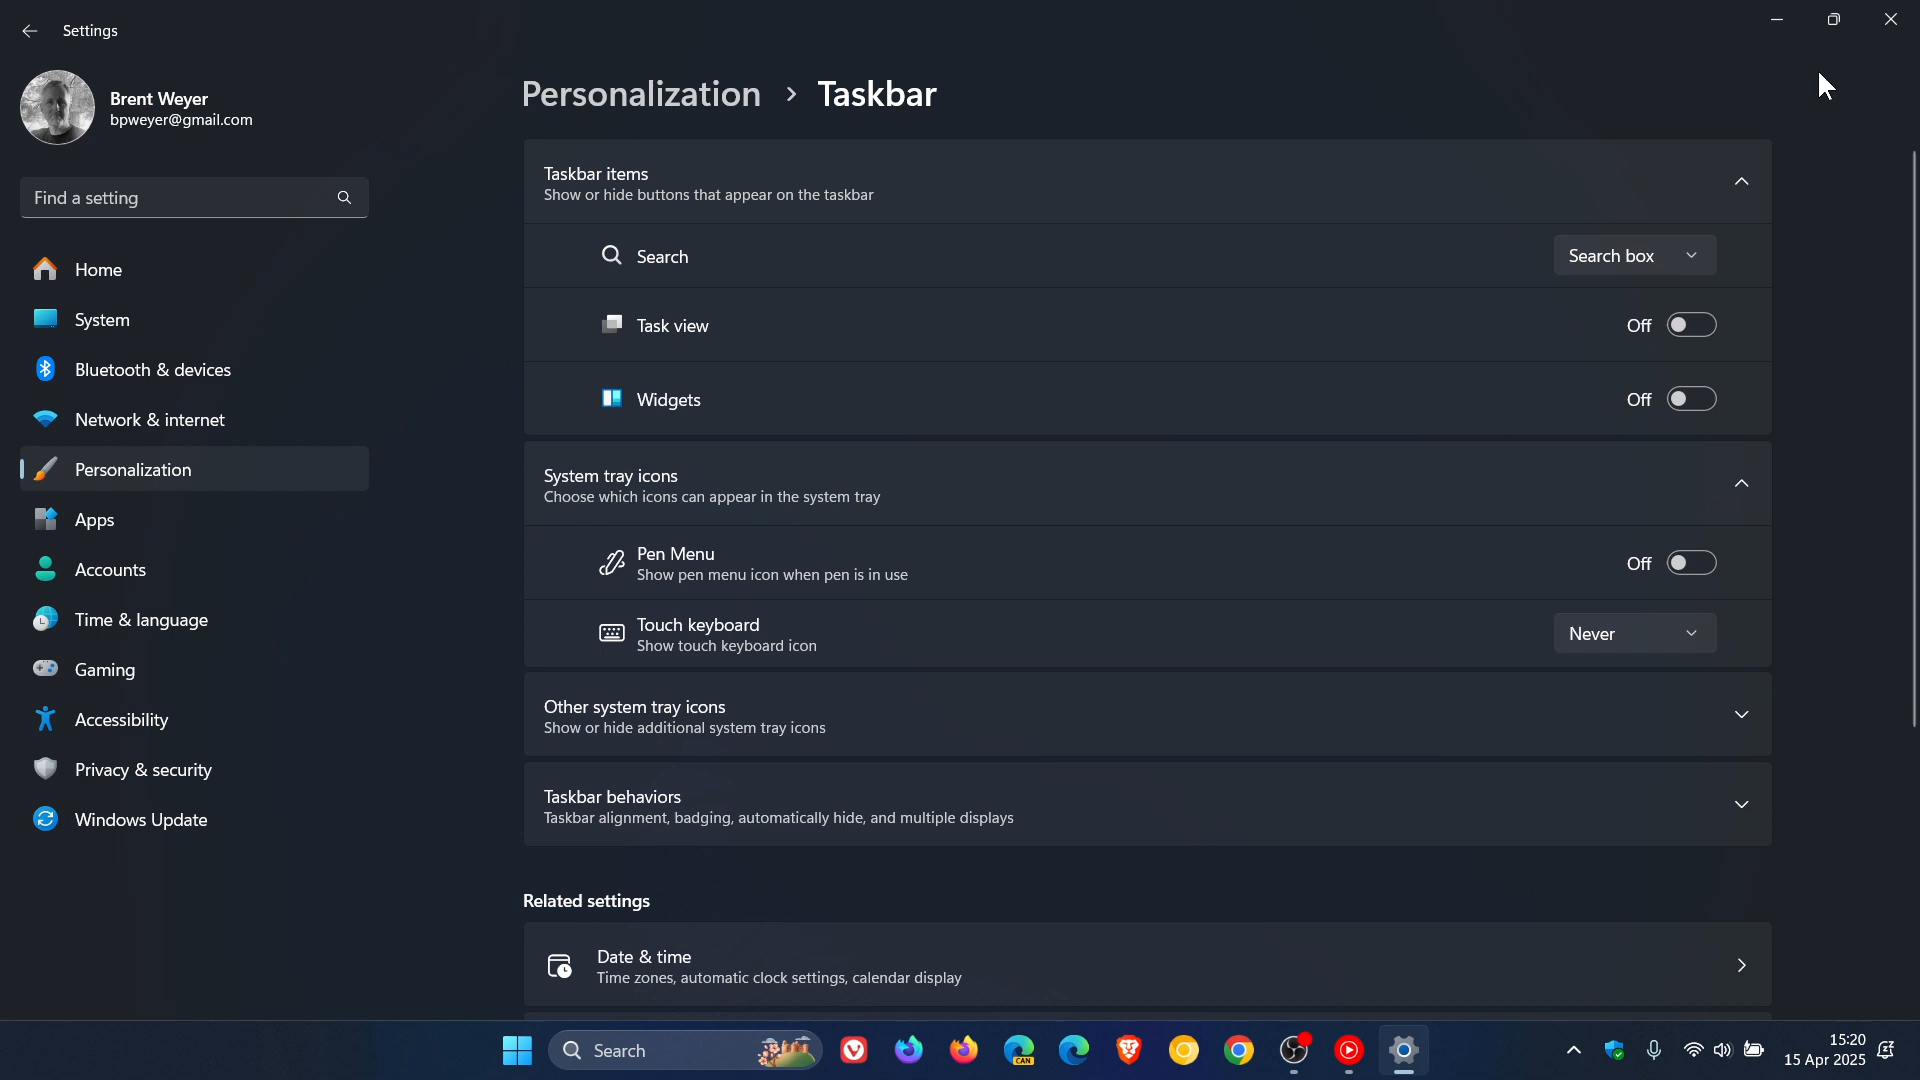 Settings
Brent Weyer
bpweyer@gmail.com
Find a setting
Home
System
Bluetooth & devices
Network & internet
Personalization
Apps
Accounts
Time & language
Gaming
Accessibility
Privacy & security
Windows Update
Personalization > Taskbar
Taskbar items
Show or hide buttons that appear on the taskbar
Search
Search box
Task view
Off
Widgets
Off
System tray icons
Choose which icons can appear in the system tray
Pen Menu
Show pen menu icon when pen is in use
Off
Touch keyboard
Show touch keyboard icon
Never
Other system tray icons
Show or hide additional system tray icons
Taskbar behaviors
Taskbar alignment, badging, automatically hide, and multiple displays
Related settings
Date & time
Time zones, automatic clock settings, calendar display
Search
CAN
15:20
15 Apr 2025